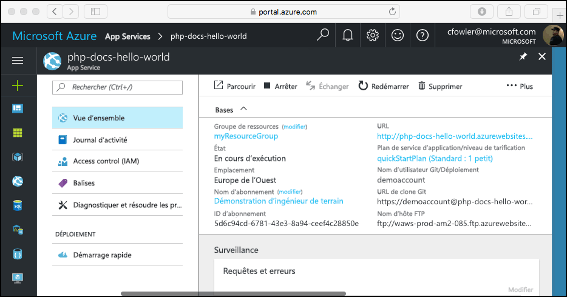 portal.azure.com
Microsoft Azure App Services > php-docs-hello-world
cfowler@microsoft.com
MICROSOFT
php-docs-hello-world
App Service
Rechercher (Ctrl+/)
Vue d'ensemble
Journal d'activité
Access control (IAM)
Balises
Diagnostiquer et résoudre les pr...
DÉPLOIEMENT
Démarrage rapide
Parcourir
Arrêter
Échanger
Redémarrer
Supprimer
... Plus
Bases
Groupe de ressources (modifier)
myResourceGroup
État
En cours d'exécution
Emplacement
Europe de l'Ouest
Nom d'abonnement (modifier)
Démonstration d'ingénieur de terrain
ID d'abonnement
5d6c94cd-6781-43e3-8a94-ceef4c28850e
URL
http://php-docs-hello-world.azurewebsites....
Plan de service d'application/niveau de tarification
quickStartPlan (Standard : 1 petit)
Nom d'utilisateur Git/Déploiement
demoaccount
URL de clone Git
https://demoaccount@php-docs-hello-wor...
Nom d'hôte FTP
ftp://waws-prod-am2-085.ftp.azurewebsite...
Surveillance
Requêtes et erreurs
Modifier